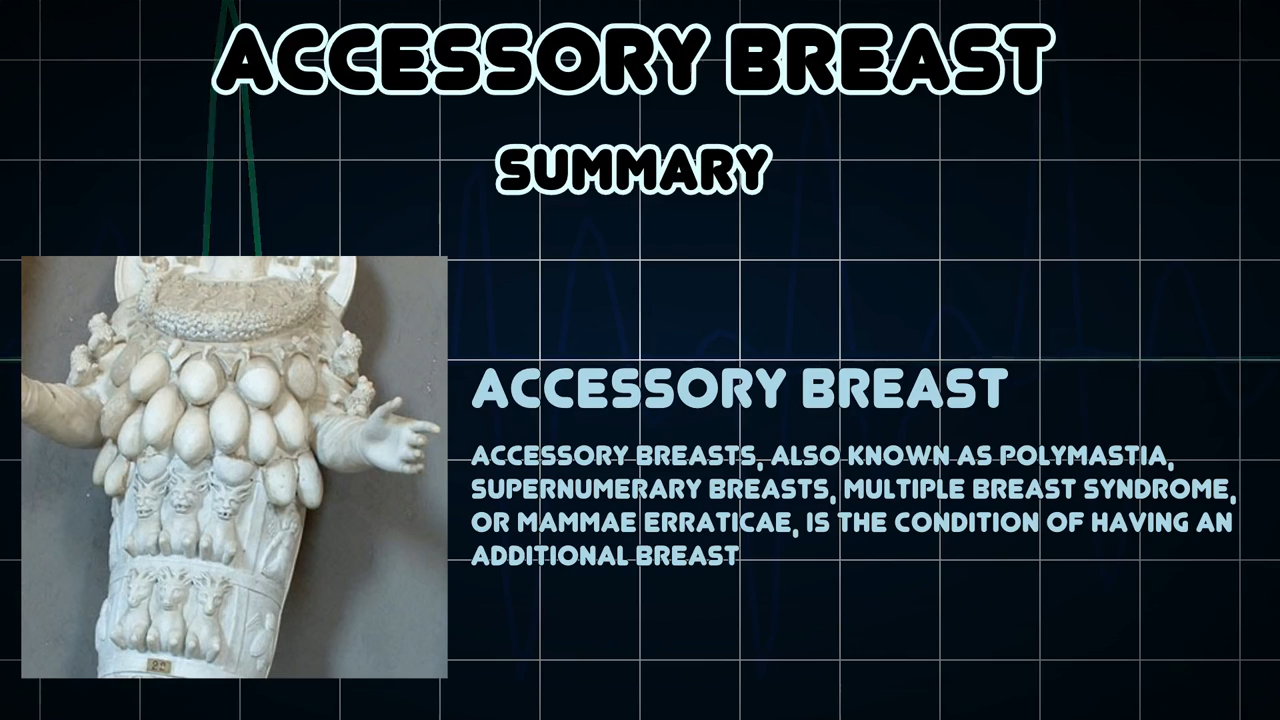 ACCESSORY BREAST
SUMMARY
ACCESSORY BREAST
ACCESSORY BREASTS, ALSO KNOWN AS POLYMASTIA,
SUPERNUMERARY BREASTS, MULTIPLE BREAST SYNDROME,
OR MAMMAE ERRATICAE, IS THE CONDITION OF HAVING AN
ADDITIONAL BREAST